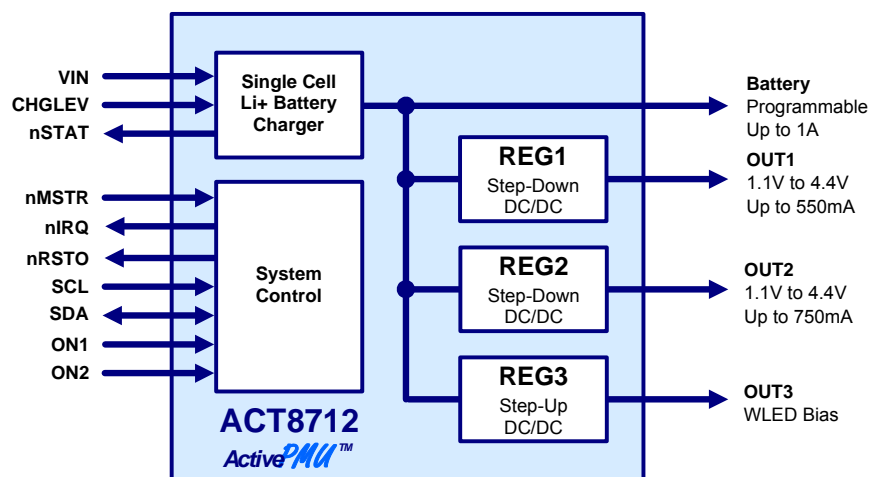 VIN
CHGLEV
nSTAT
Single Cell
Li+ Battery
Charger
Battery
Programmable
Up to 1A
REG1
Step-Down
DC/DC
OUT1
1.1V to 4.4V
Up to 550mA
nMSTR
nIRQ
nRSTO
SCL
SDA
ON1
ON2
System
Control
REG2
Step-Down
DC/DC
OUT2
1.1V to 4.4V
Up to 750mA
REG3
Step-Up
DC/DC
OUT3
WLED Bias
ACT8712
ActivePMU™